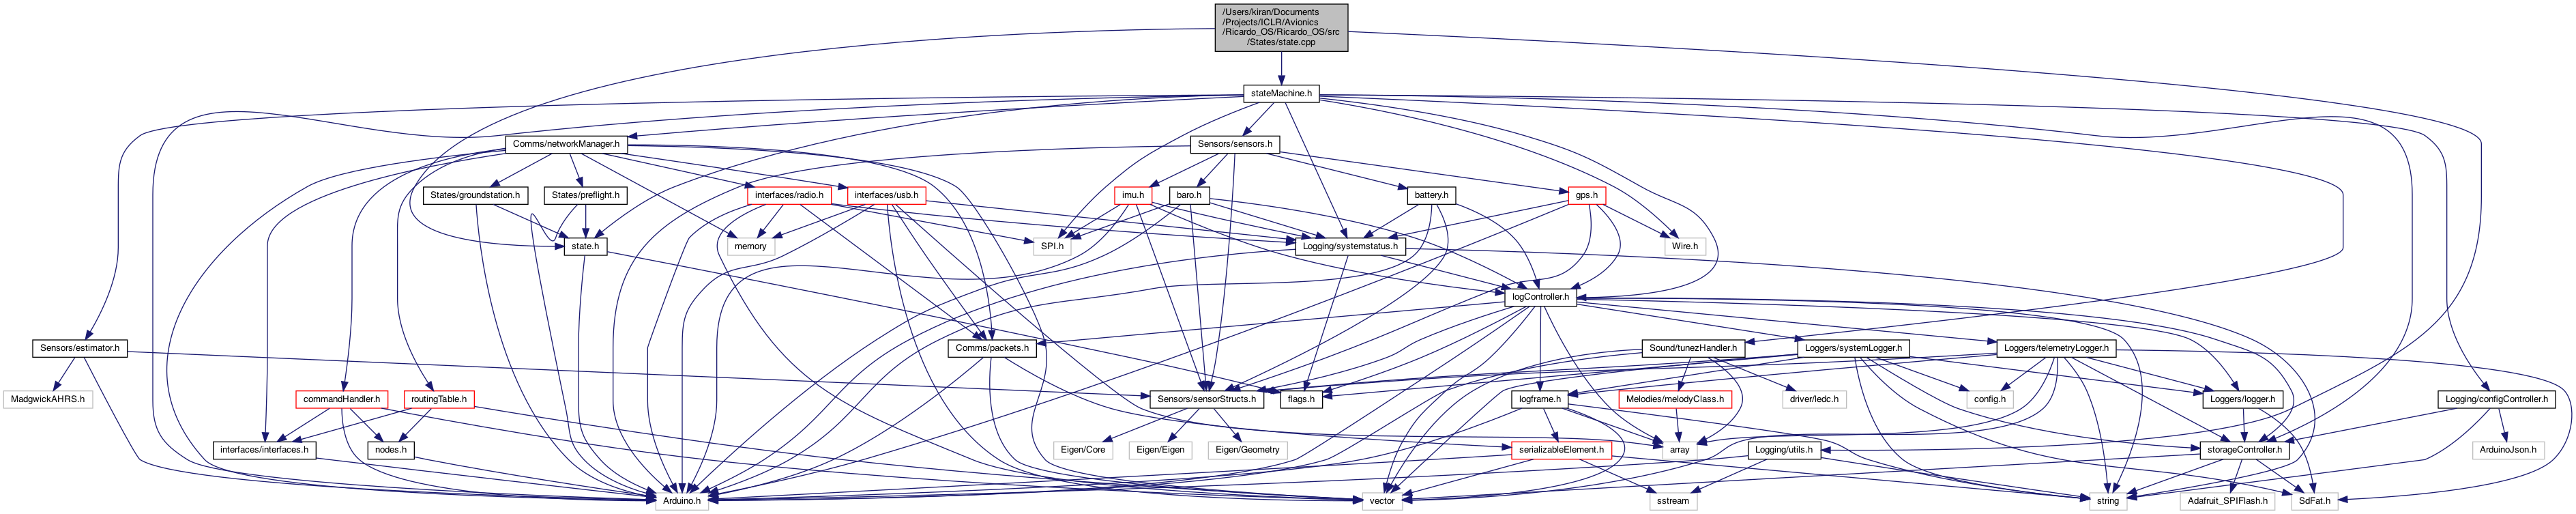 /Users/kiran/Documents
/Projects/ICLR/Avionics
/Ricardo_OS/Ricardo_OS/src
/States/state.cpp
stateMachine.h
Comms/networkManager.h
Sensors/sensors.h
States/groundstation.h
States/preflight.h
interfaces/radio.h
interfaces/usb.h
imu.h
baro.h
battery.h
gps.h
state.h
memory
SPI.h
Logging/systemstatus.h
Wire.h
logController.h
Sensors/estimator.h
Comms/packets.h
Sound/tunezHandler.h
Loggers/systemLogger.h
Loggers/telemetryLogger.h
MadgwickAHRS.h
commandHandler.h
routingTable.h
Sensors/sensorStructs.h
flags.h
logframe.h
Melodies/melodyClass.h
driver/ledc.h
config.h
Loggers/logger.h
Logging/configController.h
interfaces/interfaces.h
nodes.h
Eigen/Core
Eigen/Eigen
Eigen/Geometry
serializableElement.h
array
Logging/utils.h
storageController.h
ArduinoJson.h
Arduino.h
vector
sstream
string
Adafruit_SPIFlash.h
SdFat.h